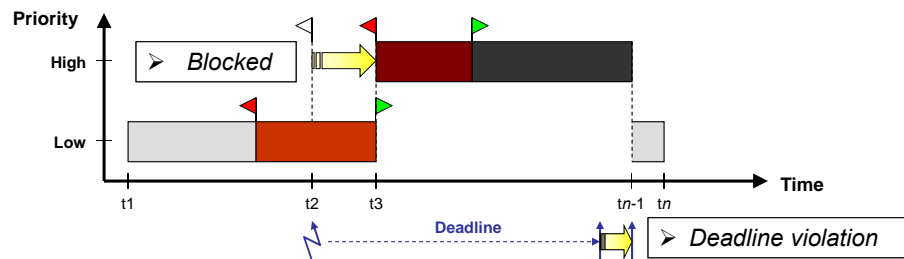 Priority
High
➢ Blocked
Low
Time
t1
t2
t3
tn-1
tn
Deadline
➢ Deadline violation